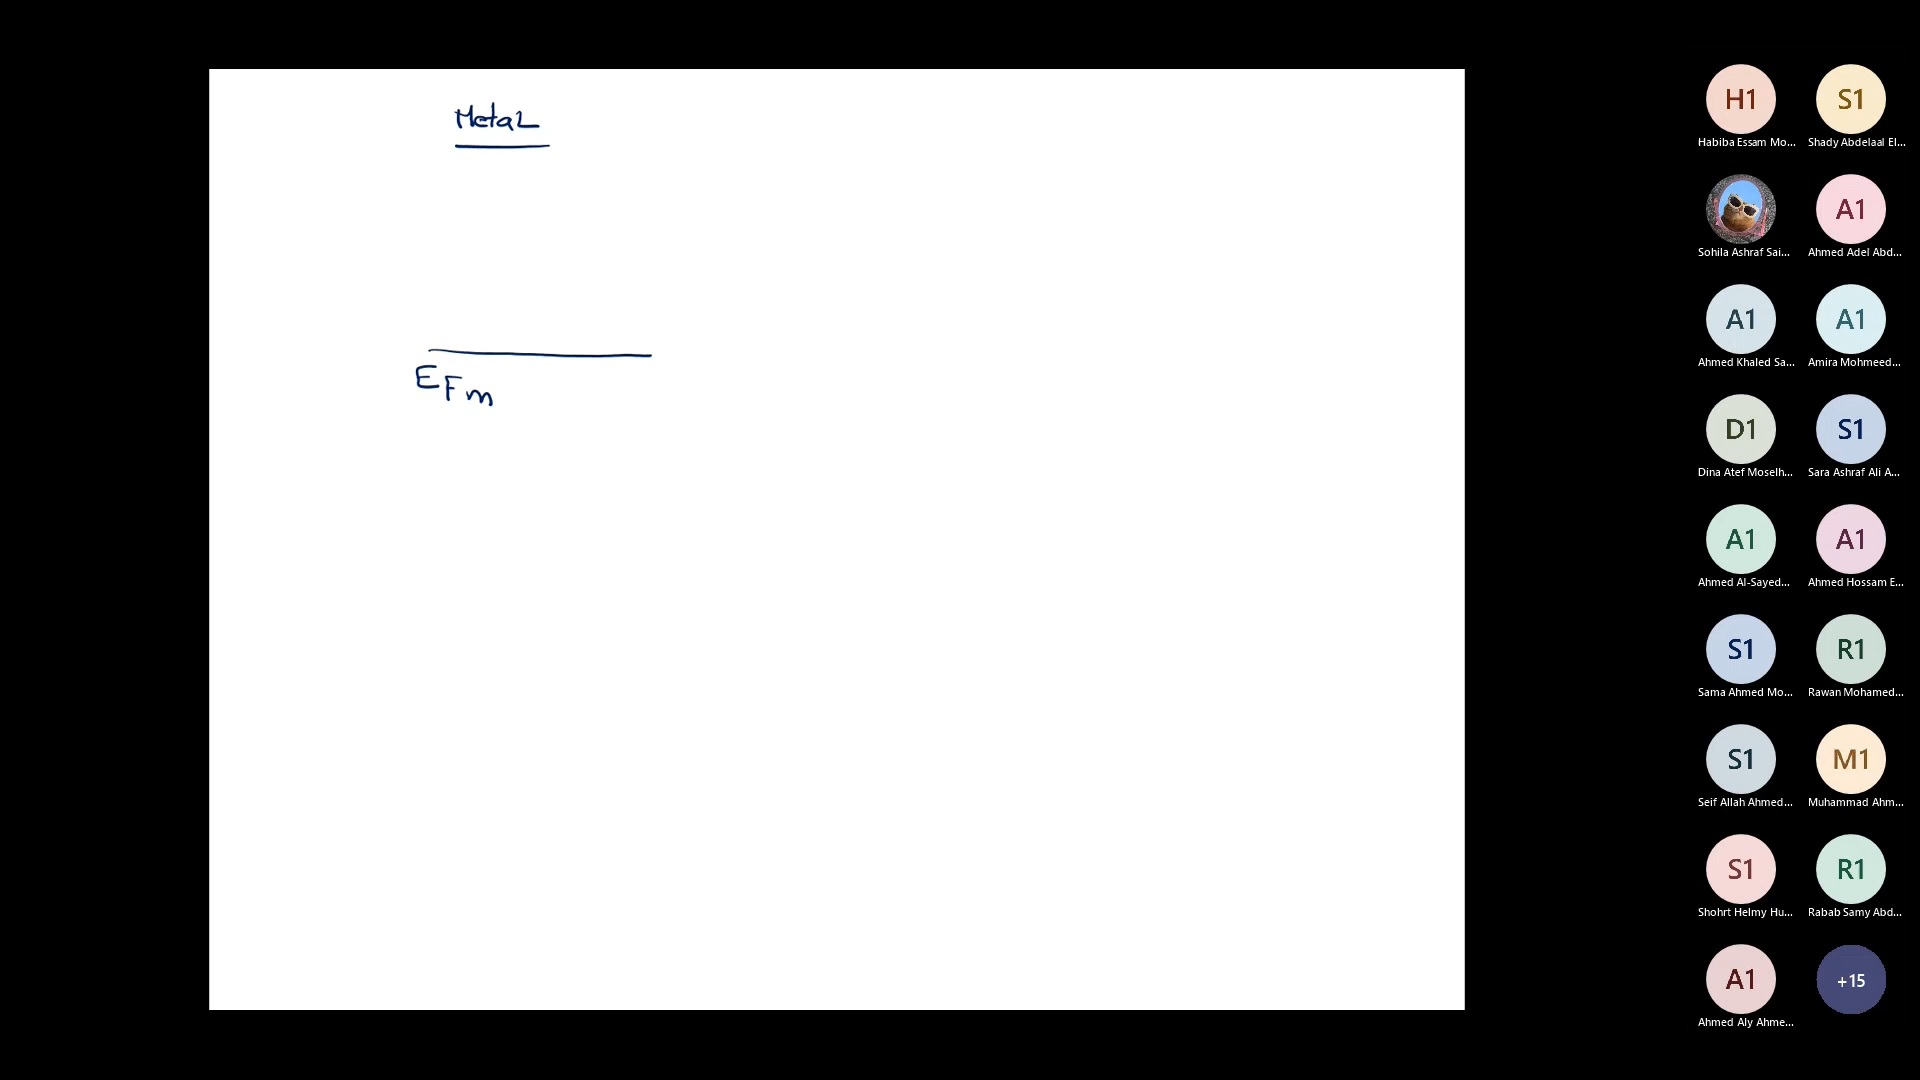 Metal
EFm
H1
S1
Habiba Essam Mo...
Shady Abdelaal El...
A1
Sohila Ashraf Sai...
Ahmed Adel Abd...
A1
A1
Ahmed Khaled Sa...
Amira Mohmeed...
D1
S1
Dina Atef Moselh...
Sara Ashraf Ali A...
A1
A1
Ahmed Al-Sayed...
Ahmed Hossam E...
S1
R1
Sama Ahmed Mo...
Rawan Mohamed...
S1
M1
Seif Allah Ahmed...
Muhammad Ahm...
S1
R1
Shohrt Helmy Hu...
Rabab Samy Abd...
A1
+15
Ahmed Aly Ahme...